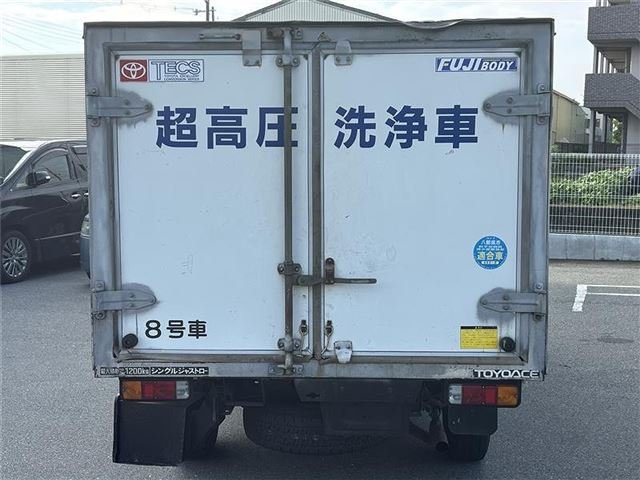 TECS
FUJI BODY
超高圧 洗浄車
適合車
8号車
1200kg シングルジャストロー
TOYOACE